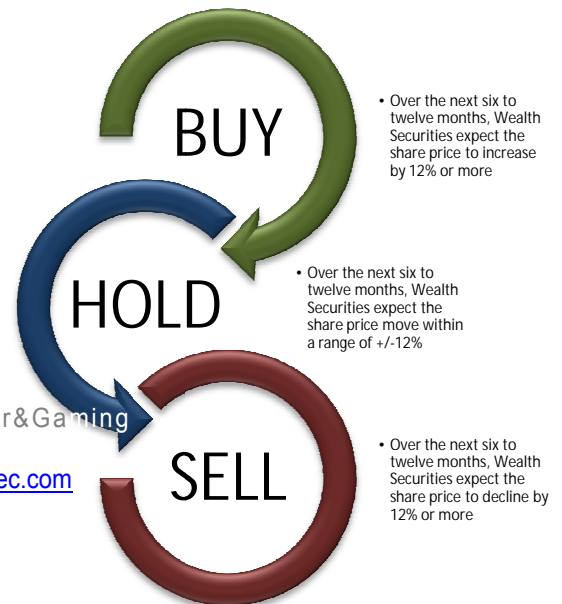 BUY
• Over the next six to
twelve months, Wealth
Securities expect the
share price to increase
by 12% or more
HOLD
• Over the next six to
twelve months, Wealth
Securities expect the
share price move within
a range of +/-12%
r&Gaming
ec.com
SELL
• Over the next six to
twelve months, Wealth
Securities expect the
share price to decline by
12% or more